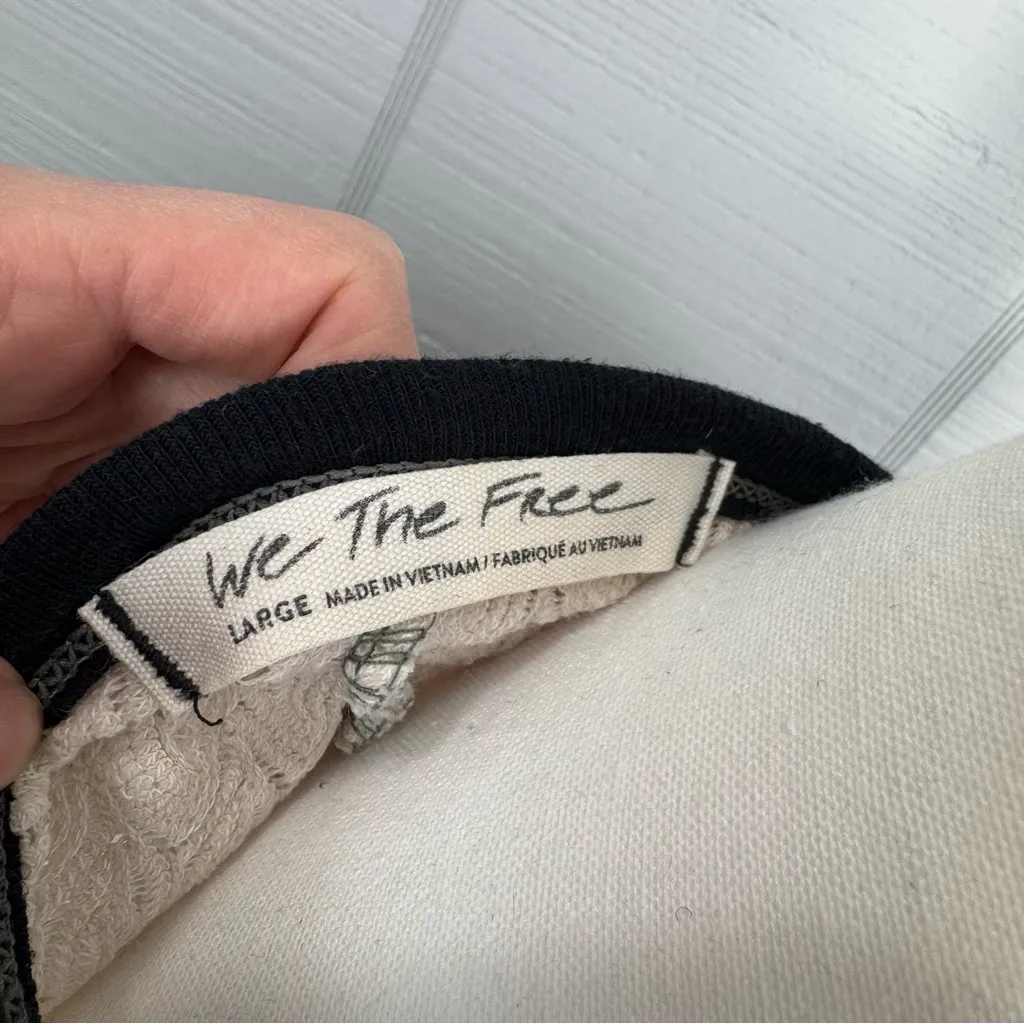 We The Free
LARGE MADE IN VIETNAM / FABRIQUÉ AU VIETNAM